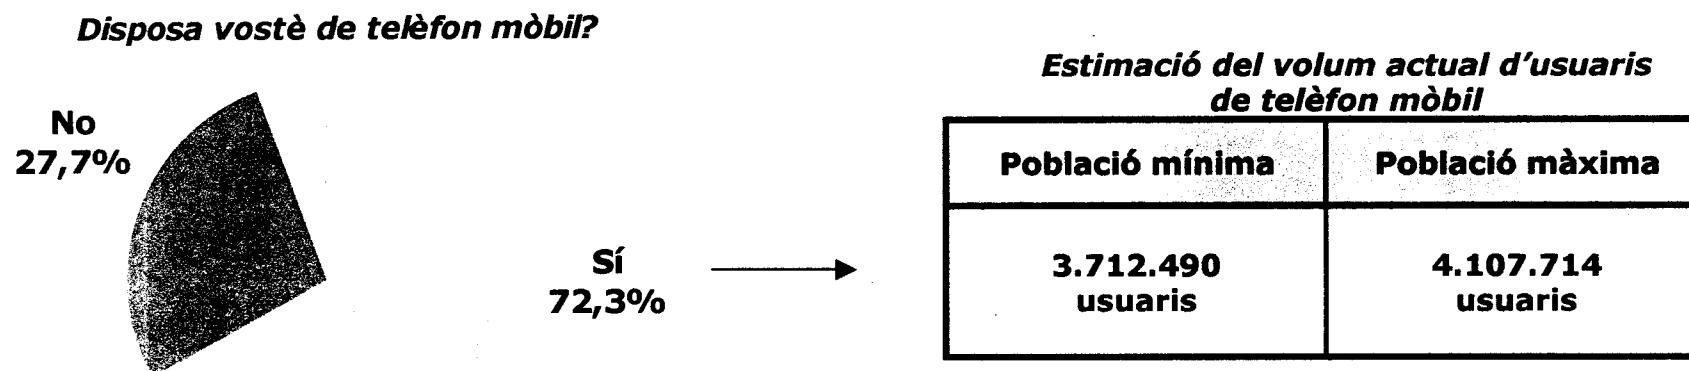 Disposa vostè de telèfon mòbil?
No
27,7%
Sí
72,3%
Estimació del volum actual d'usuaris
de telèfon mòbil
Població mínima
Població màxima
3.712.490
usuaris
4.107.714
usuaris